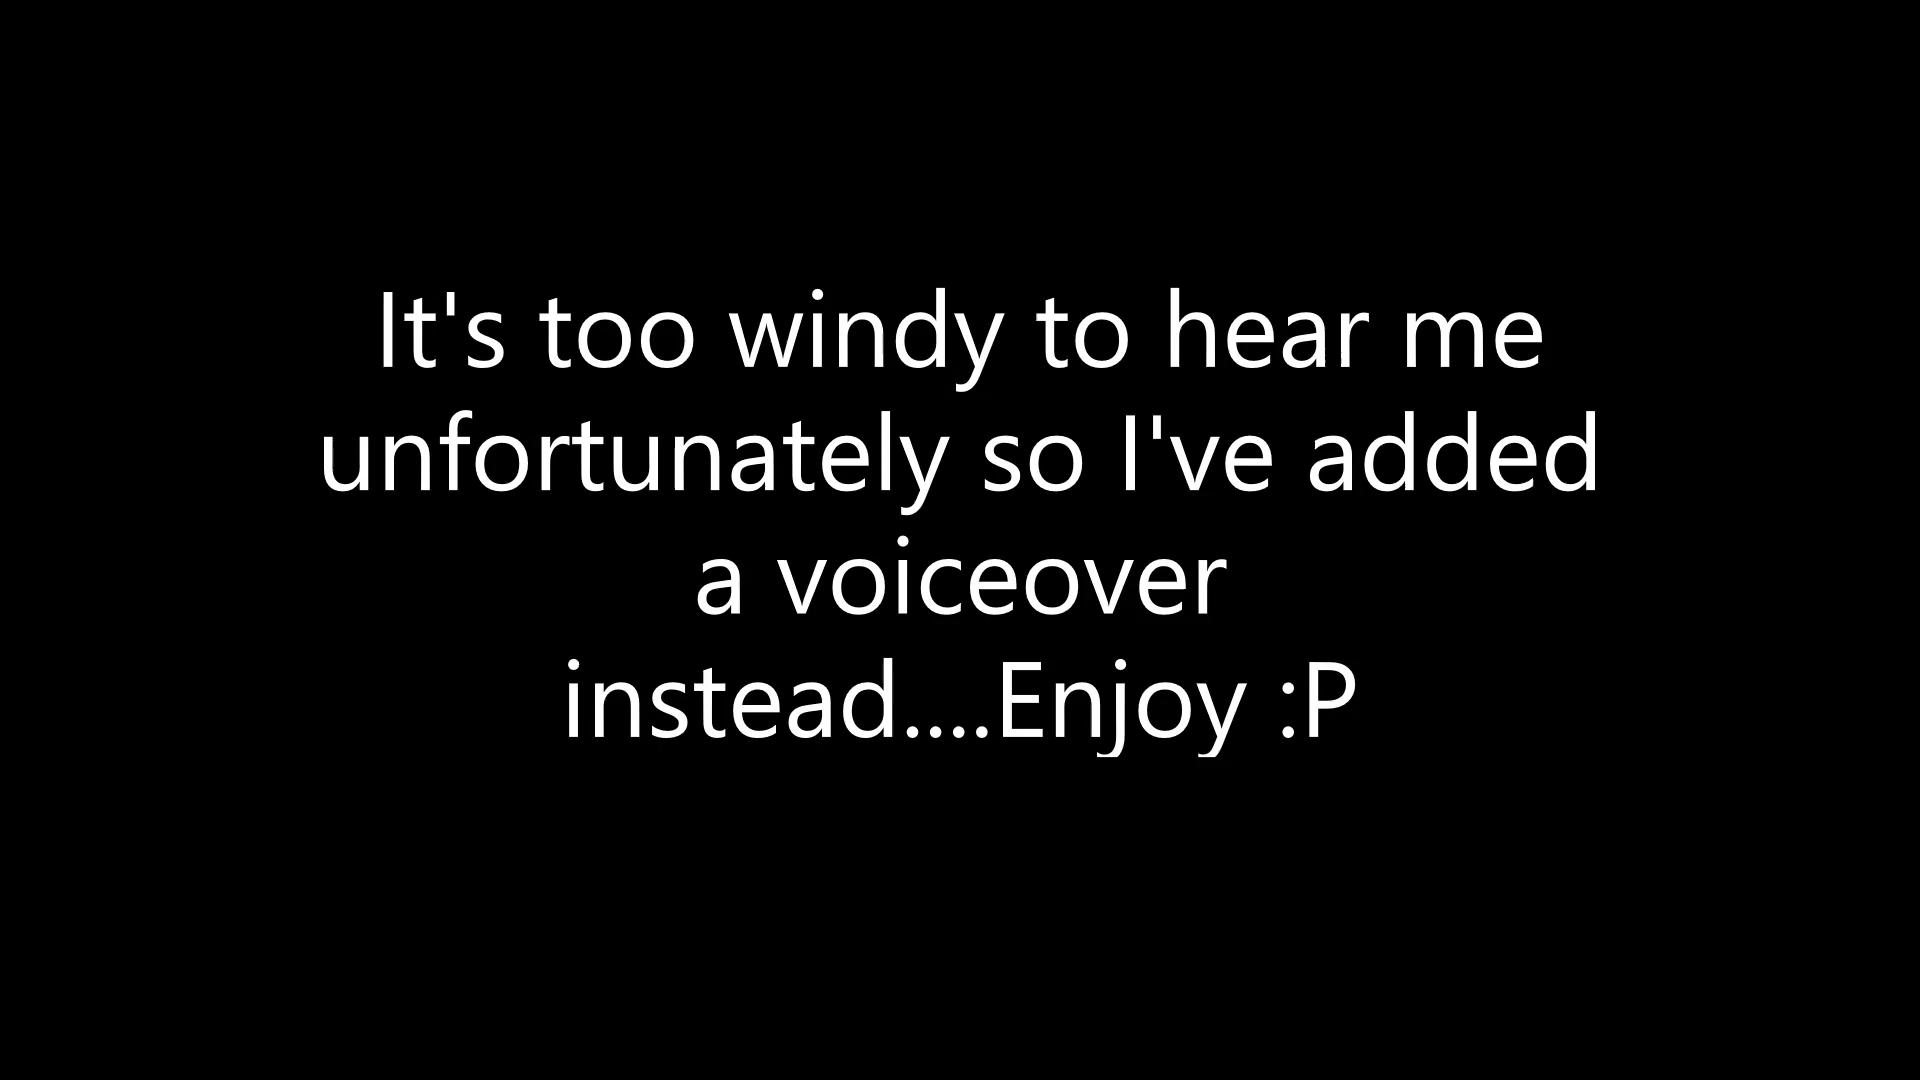 It's too windy to hear me
unfortunately so I've added
a voiceover
instead....Enjoy :P